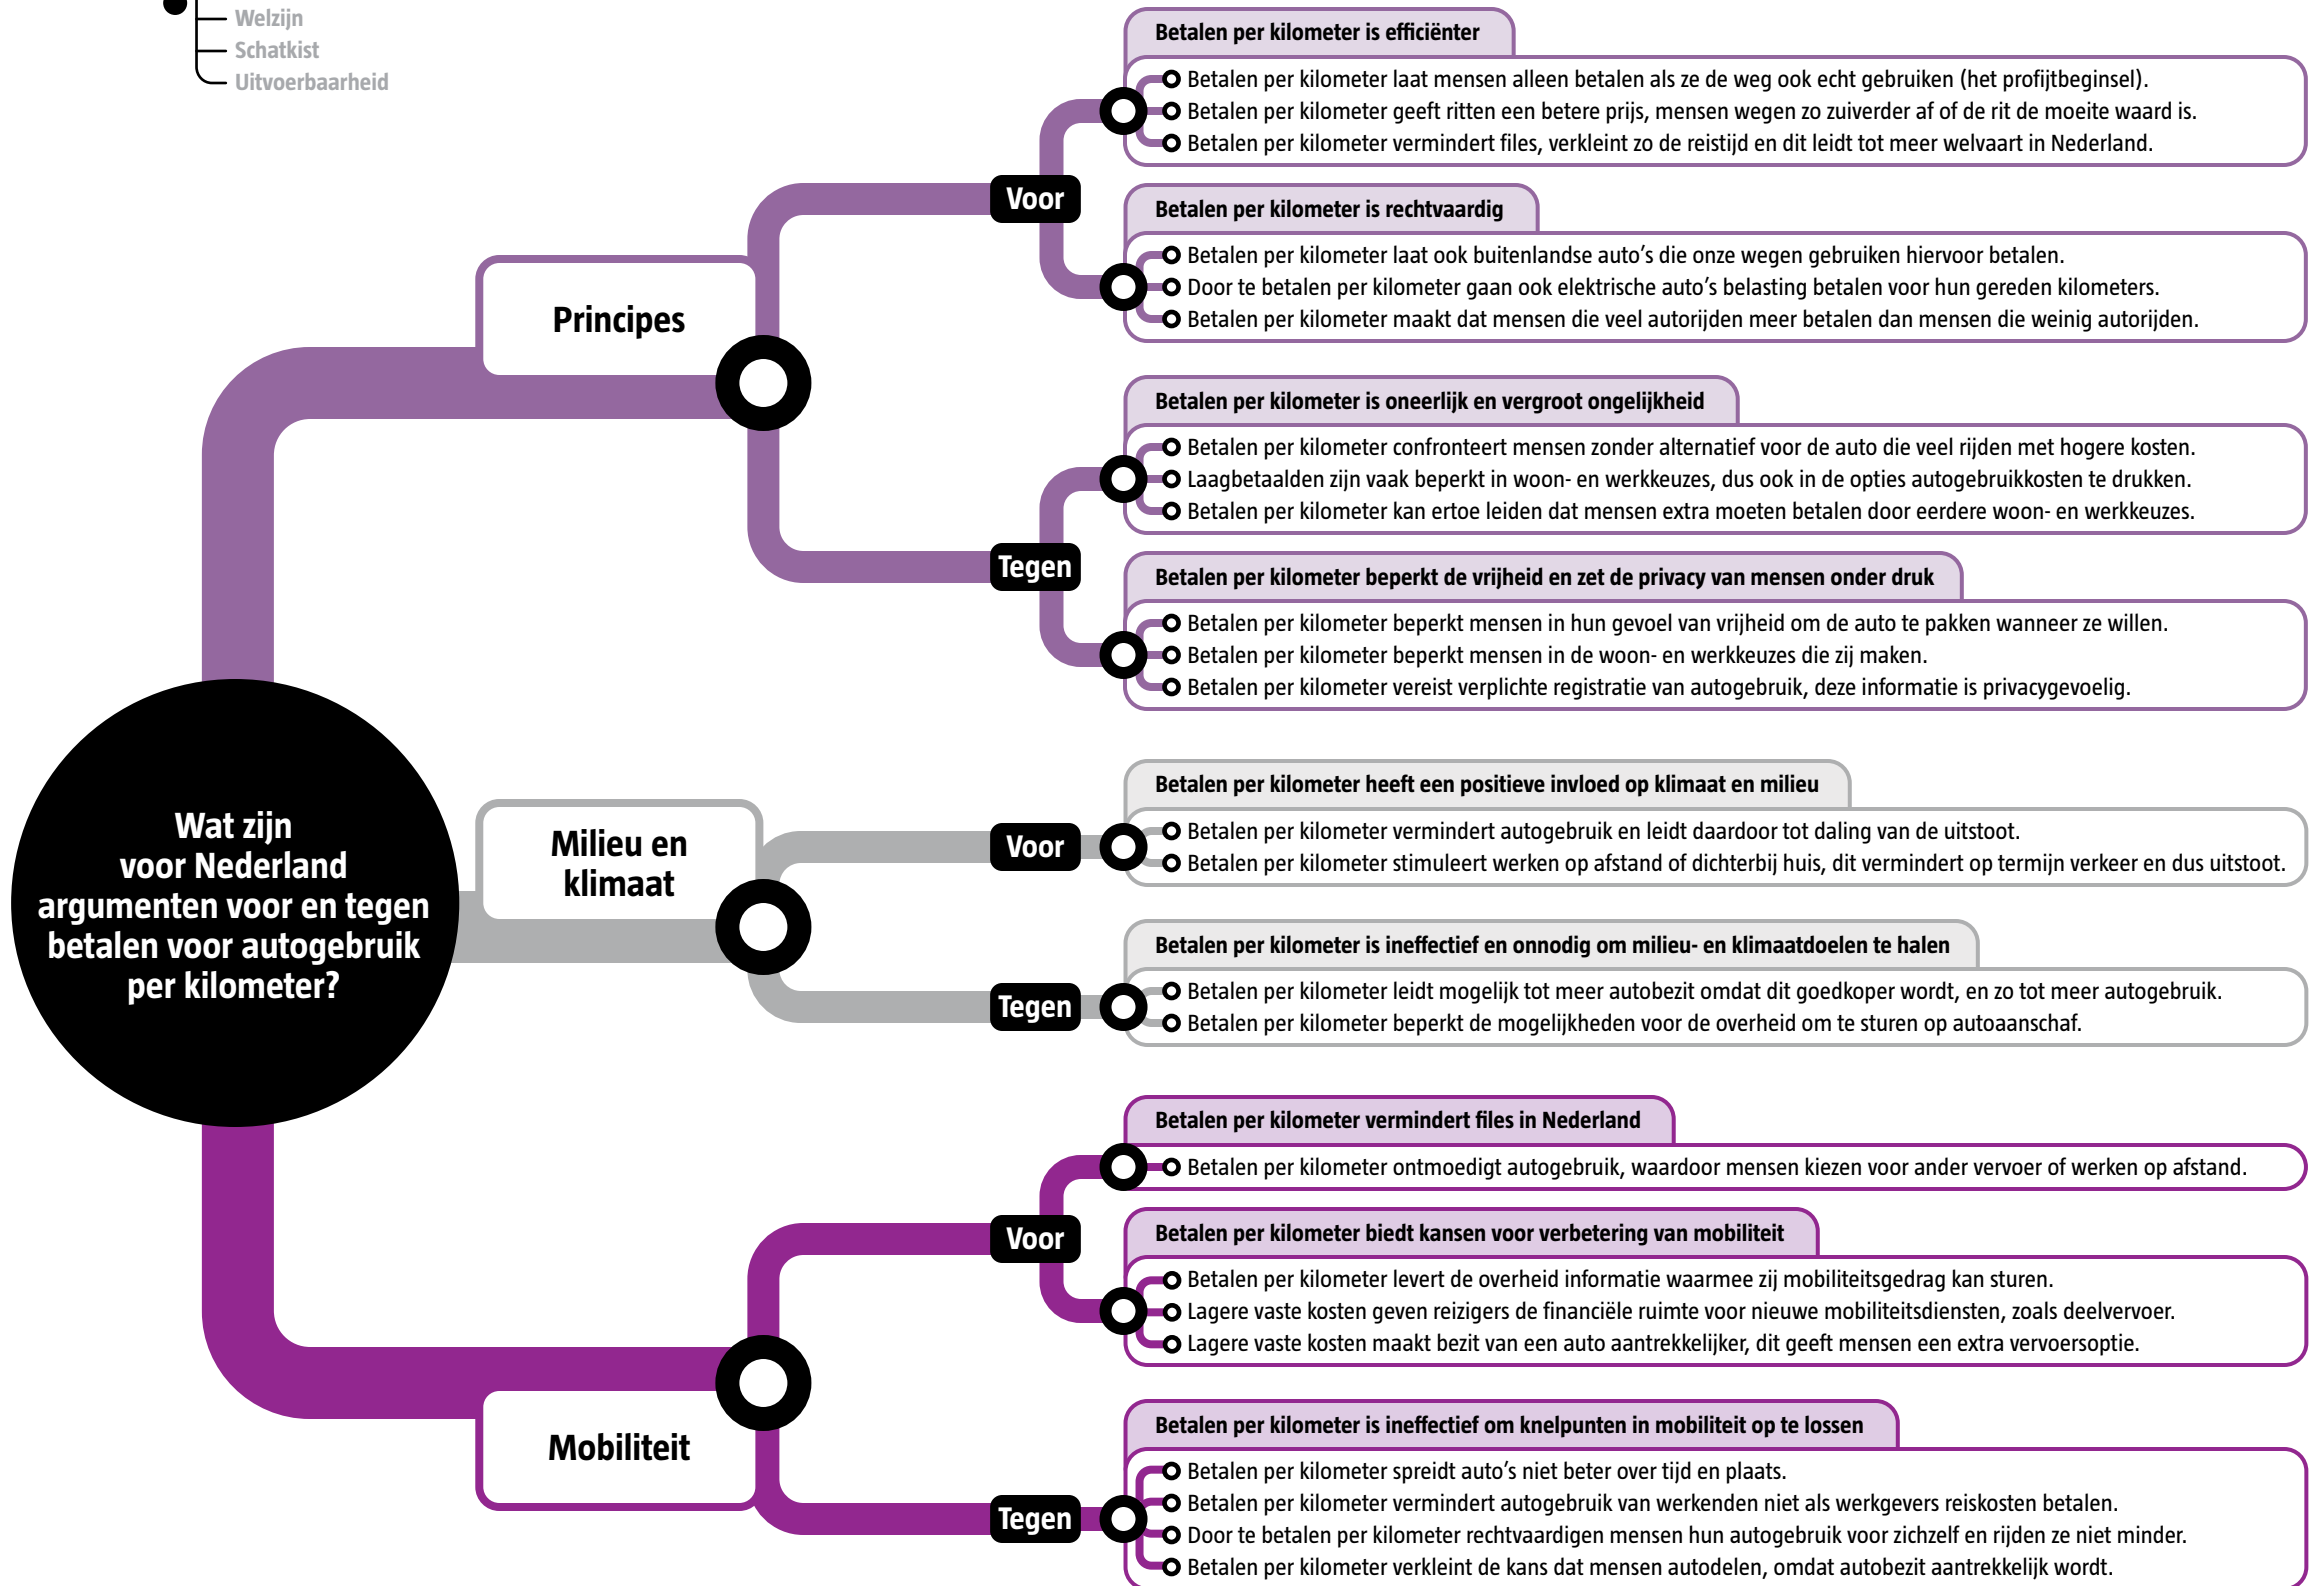 Welzijn
Schatkist
Uitvoerbaarheid
Wat zijn
voor Nederland
argumenten voor en tegen
betalen voor autogebruik
per kilometer?
Principes
Voor
Betalen per kilometer is efficiënter
Betalen per kilometer laat mensen alleen betalen als ze de weg ook echt gebruiken (het profijtbeginsel).
Betalen per kilometer geeft ritten een betere prijs, mensen wegen zo zuiverder af of de rit de moeite waard is.
Betalen per kilometer vermindert files, verkleint zo de reistijd en dit leidt tot meer welvaart in Nederland.
Betalen per kilometer is rechtvaardig
Betalen per kilometer laat ook buitenlandse auto’s die onze wegen gebruiken hiervoor betalen.
Door te betalen per kilometer gaan ook elektrische auto’s belasting betalen voor hun gereden kilometers.
Betalen per kilometer maakt dat mensen die veel autorijden meer betalen dan mensen die weinig autorijden.
Tegen
Betalen per kilometer is oneerlijk en vergroot ongelijkheid
Betalen per kilometer confronteert mensen zonder alternatief voor de auto die veel rijden met hogere kosten.
Laagbetaalden zijn vaak beperkt in woon- en werkkeuzes, dus ook in de opties autogebruikkosten te drukken.
Betalen per kilometer kan ertoe leiden dat mensen extra moeten betalen door eerdere woon- en werkkeuzes.
Betalen per kilometer beperkt de vrijheid en zet de privacy van mensen onder druk
Betalen per kilometer beperkt mensen in hun gevoel van vrijheid om de auto te pakken wanneer ze willen.
Betalen per kilometer beperkt mensen in de woon- en werkkeuzes die zij maken.
Betalen per kilometer vereist verplichte registratie van autogebruik, deze informatie is privacygevoelig.
Milieu en
klimaat
Voor
Betalen per kilometer heeft een positieve invloed op klimaat en milieu
Betalen per kilometer vermindert autogebruik en leidt daardoor tot daling van de uitstoot.
Betalen per kilometer stimuleert werken op afstand of dichterbij huis, dit vermindert op termijn verkeer en dus uitstoot.
Tegen
Betalen per kilometer is ineffectief en onnodig om milieu- en klimaatdoelen te halen
Betalen per kilometer leidt mogelijk tot meer autobezit omdat dit goedkoper wordt, en zo tot meer autogebruik.
Betalen per kilometer beperkt de mogelijkheden voor de overheid om te sturen op autoaanschaf.
Mobiliteit
Voor
Betalen per kilometer vermindert files in Nederland
Betalen per kilometer ontmoedigt autogebruik, waardoor mensen kiezen voor ander vervoer of werken op afstand.
Betalen per kilometer biedt kansen voor verbetering van mobiliteit
Betalen per kilometer levert de overheid informatie waarmee zij mobiliteitsgedrag kan sturen.
Lagere vaste kosten geven reizigers de financiële ruimte voor nieuwe mobiliteitsdiensten, zoals deelvervoer.
Lagere vaste kosten maakt bezit van een auto aantrekkelijker, dit geeft mensen een extra vervoersoptie.
Tegen
Betalen per kilometer is ineffectief om knelpunten in mobiliteit op te lossen
Betalen per kilometer spreidt auto’s niet beter over tijd en plaats.
Betalen per kilometer vermindert autogebruik van werkenden niet als werkgevers reiskosten betalen.
Door te betalen per kilometer rechtvaardigen mensen hun autogebruik voor zichzelf en rijden ze niet minder.
Betalen per kilometer verkleint de kans dat mensen autodelen, omdat autobezit aantrekkelijk wordt.